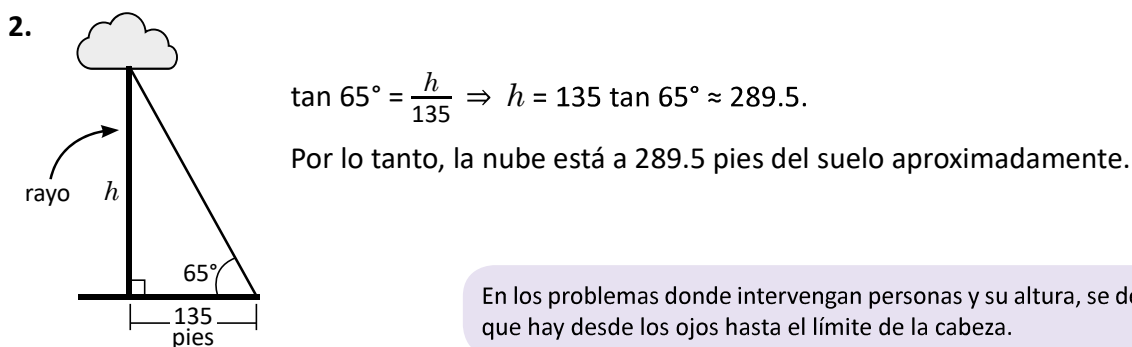 2.
tan 65° = h/135 ⇒ h = 135 tan 65° ≈ 289.5.
Por lo tanto, la nube está a 289.5 pies del suelo aproximadamente.
rayo
h
65°
135
pies
En los problemas donde intervengan personas y su altura, se d
que hay desde los ojos hasta el límite de la cabeza.